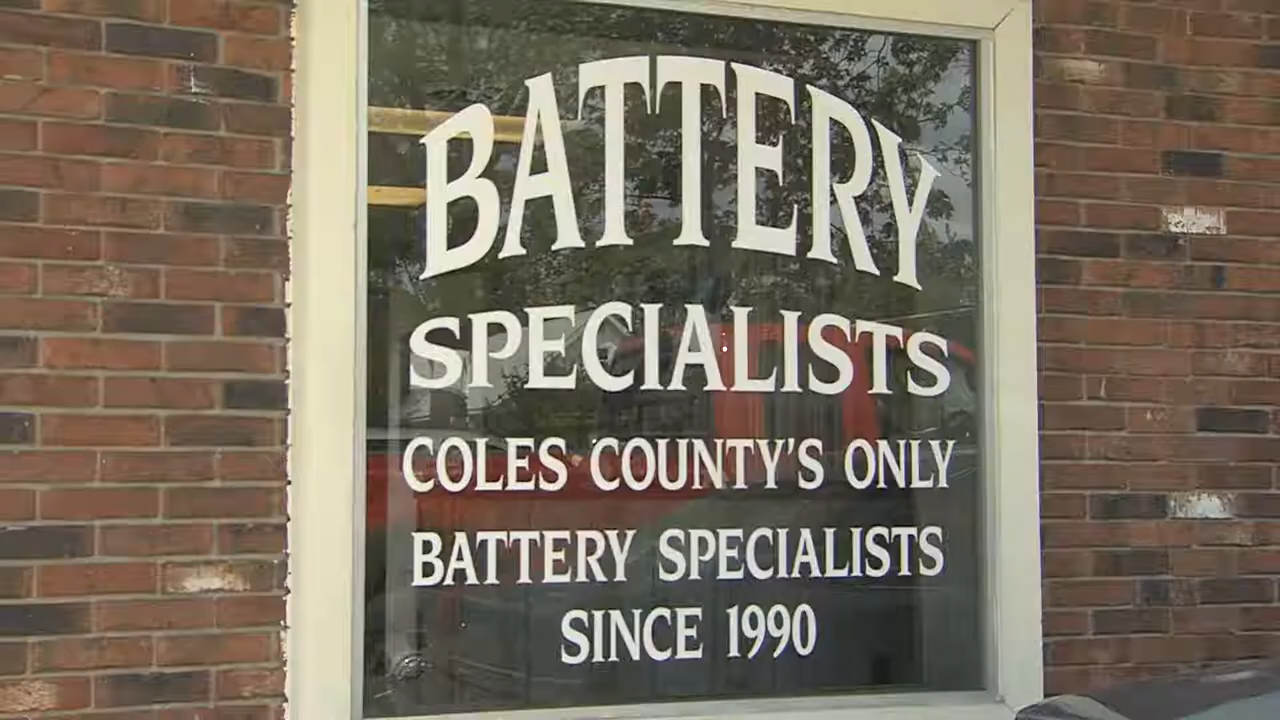 BATTERY
SPECIALISTS
COLES COUNTY'S ONLY
BATTERY SPECIALISTS
SINCE 1990